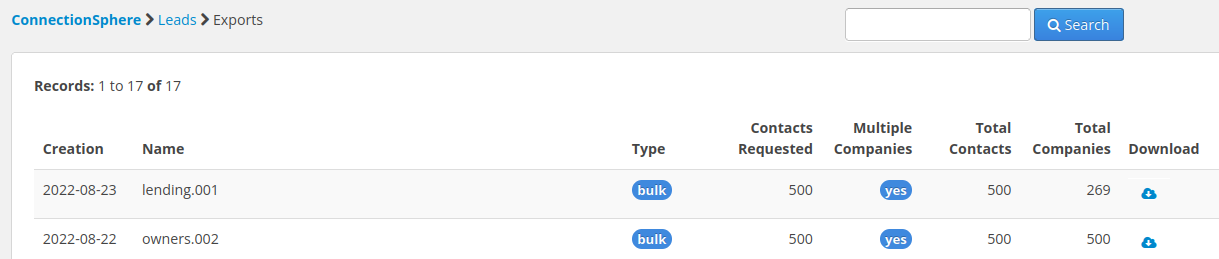 ConnectionSphere > Leads > Exports
Search
Records: 1 to 17 of 17
Creation Name Type Contacts Requested Multiple Companies Total Contacts Total Companies Download
2022-08-23 lending.001 bulk 500 yes 500 269
2022-08-22 owners.002 bulk 500 yes 500 500